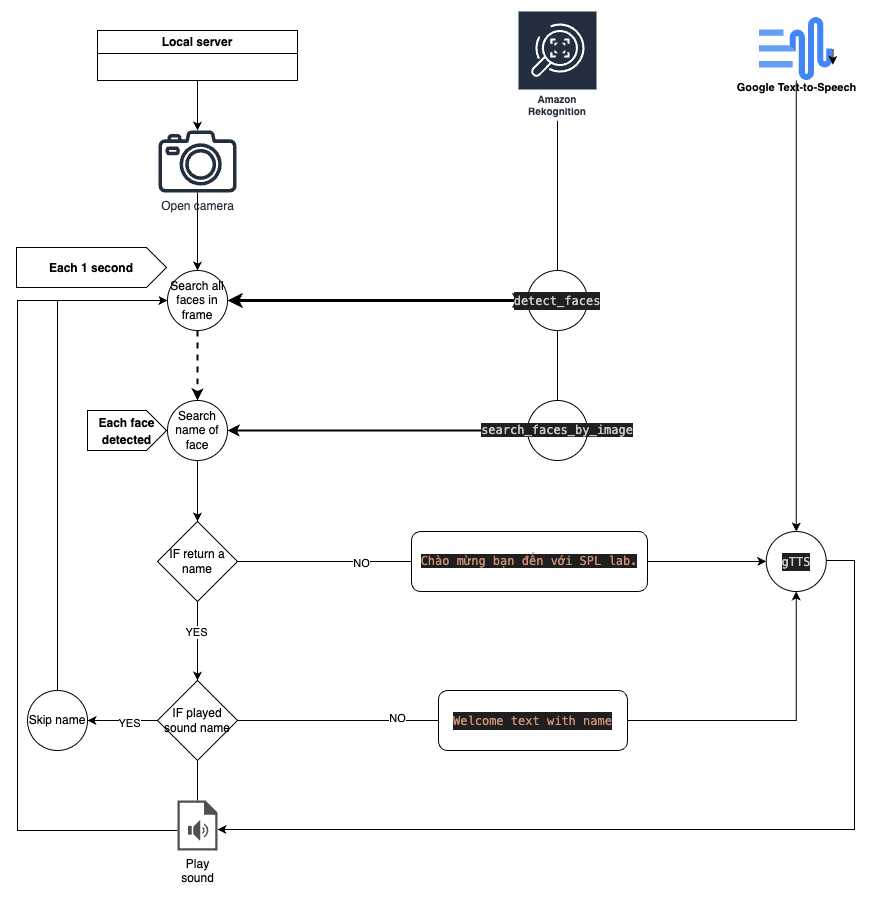 Local server
Amazon
Rekognition
Google Text-to-Speech
Open camera
Each 1 second
Search all
faces in
frame
detect_faces
Each face
detected
Search
name of
face
search_faces_by_image
IF return a
name
NO
Chào mừng bạn đến với SPL lab.
gTTS
YES
Skip name
YES
IF played
sound name
NO
Welcome text with name
Play
sound